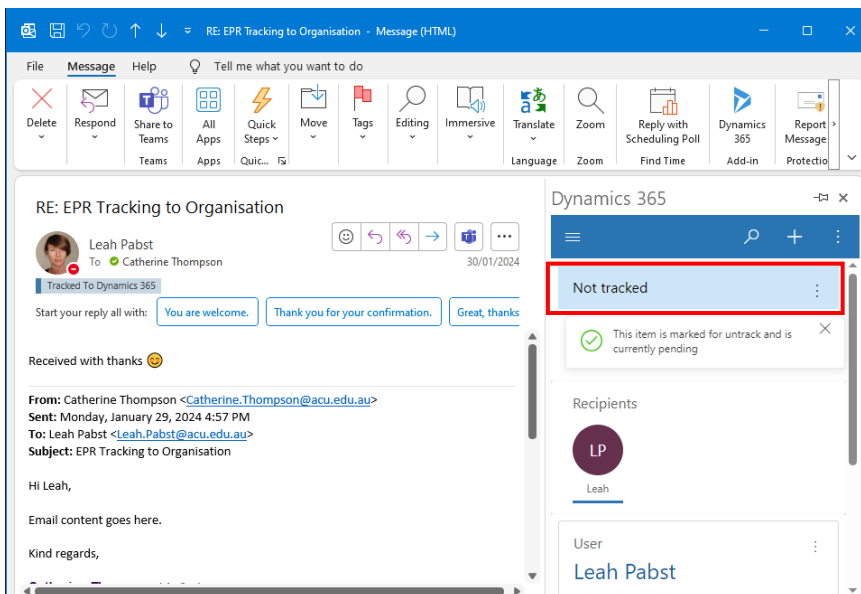 RE: EPR Tracking to Organisation - Message (HTML)
File Message Help Tell me what you want to do
Delete
Respond
Share to
Teams
All
Apps
Quick
Steps
Move
Tags
Editing
Immersive
Translate
Zoom
Reply with
Scheduling Poll
Dynamics
365
Report
Message
Teams Apps Quic... Language Zoom Find Time Add-in Protectio
RE: EPR Tracking to Organisation
Leah Pabst
To Catherine Thompson
30/01/2024
Tracked To Dynamics 365
Start your reply all with: You are welcome. Thank you for your confirmation. Great, thanks
Received with thanks 😊
From: Catherine Thompson <Catherine.Thompson@acu.edu.au>
Sent: Monday, January 29, 2024 4:57 PM
To: Leah Pabst <Leah.Pabst@acu.edu.au>
Subject: EPR Tracking to Organisation
Hi Leah,
Email content goes here.
Kind regards,
Dynamics 365
Not tracked
This item is marked for untrack and is
currently pending
Recipients
LP
Leah
User
Leah Pabst